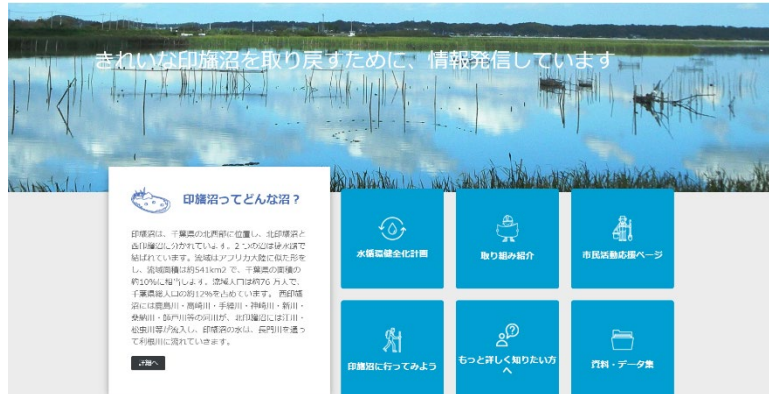 きれいな印旛沼を取り戻すために、情報発信しています
印旛沼ってどんな沼？
印旛沼は、千葉県の北西部に位置し、北印旛沼と
西印旛沼に分かれています。2つの沼は捷水路で
結ばれています。流域はアフリカ大陸に似た形を
し、流域面積は約541km2 で、千葉県の面積の
約10%に相当します。流域人口は約76 万人で、
千葉県総人口の約12%を占めています。 西印旛
沼には鹿島川・高崎川・手繰川・神崎川・新川・
桑納川・師戸川等の河川が、北印旛沼には江川・
松虫川等が流入し、印旛沼の水は、長門川を通っ
て利根川に流れていきます。
詳細へ
水循環健全化計画
取り組み紹介
市民活動応援ページ
印旛沼に行ってみよう
もっと詳しく知りたい方
へ
資料・データ集